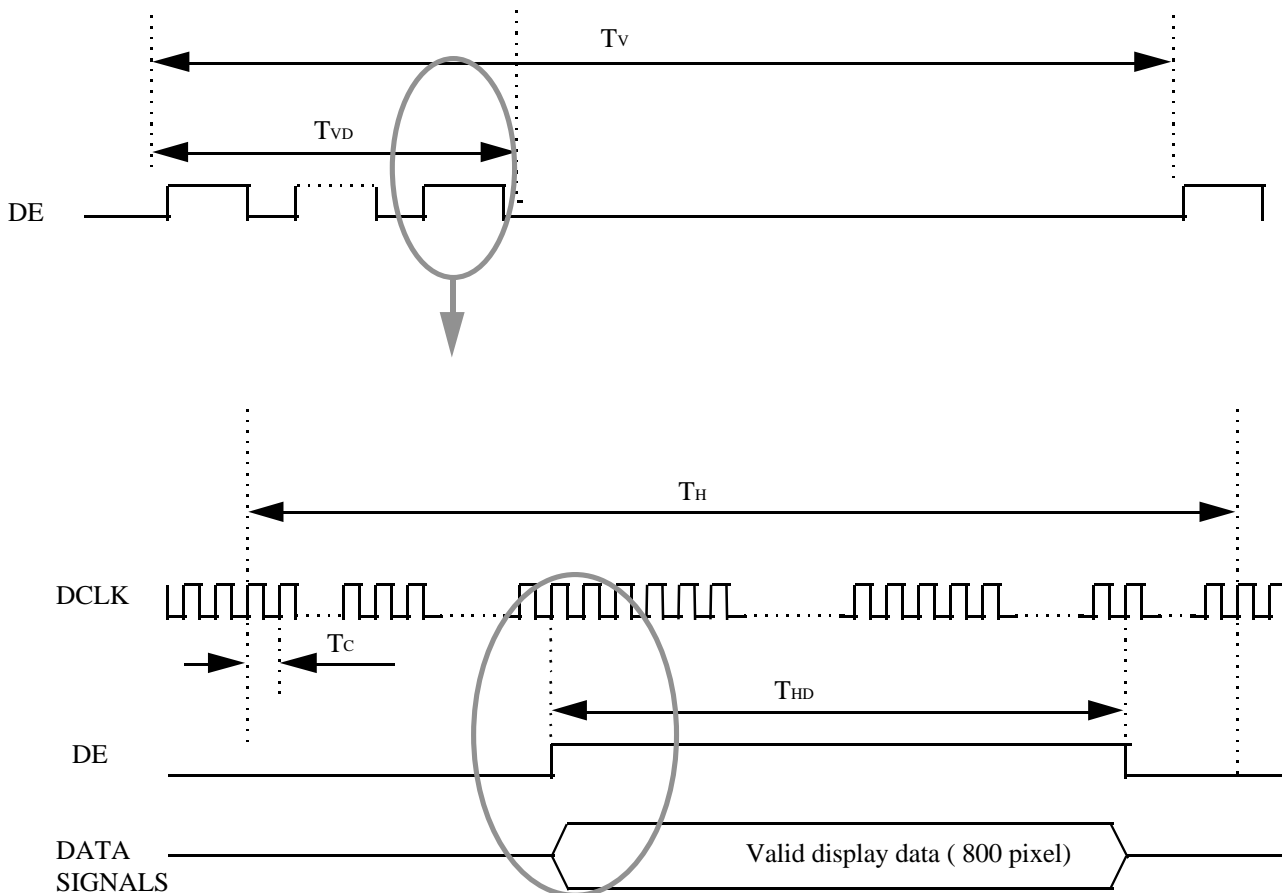 TV
TVD
DE
TH
DCLK
TC
THD
DE
DATA
SIGNALS
Valid display data ( 800 pixel)